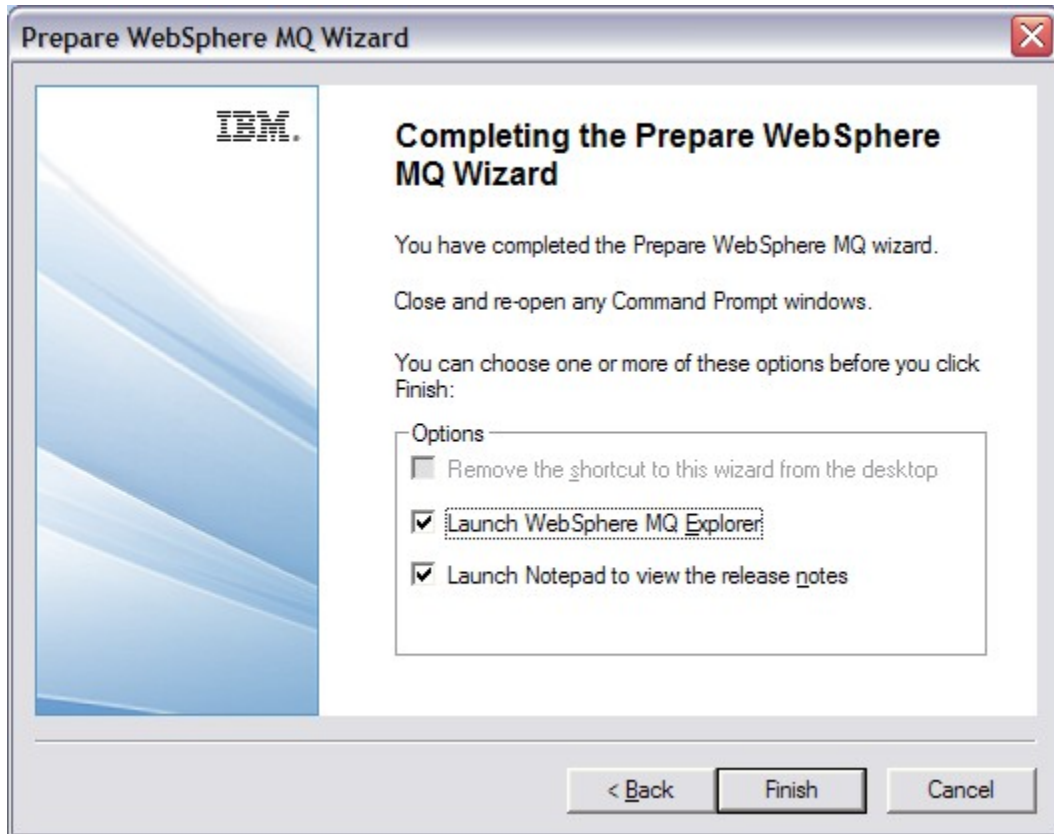 Prepare WebSphere MQ Wizard
IBM.
Completing the Prepare WebSphere
MQ Wizard
You have completed the Prepare WebSphere MQ wizard.
Close and re-open any Command Prompt windows.
You can choose one or more of these options before you click
Finish:
Options
Remove the shortcut to this wizard from the desktop
Launch WebSphere MQ Explorer
Launch Notepad to view the release notes
< Back
Finish
Cancel